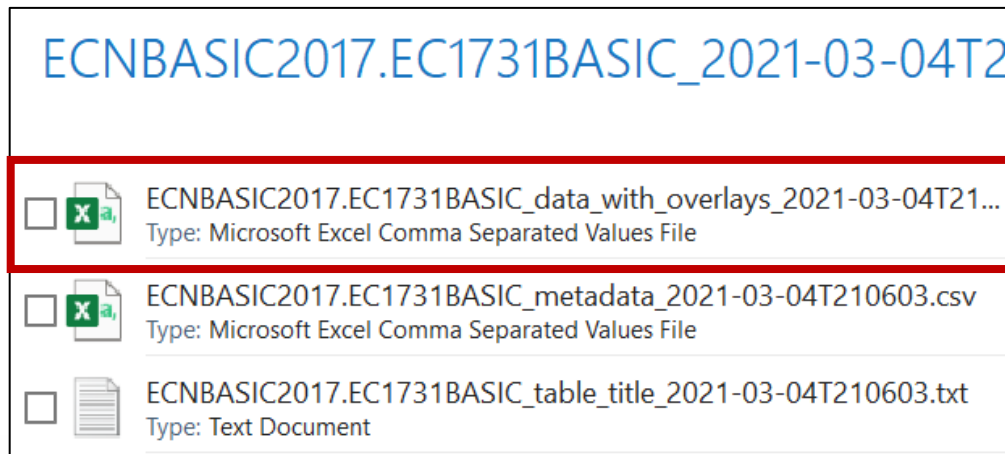 ECNBASIC2017.EC1731BASIC_2021-03-04T2
ECNBASIC2017.EC1731BASIC_data_with_overlays_2021-03-04T21...
Type: Microsoft Excel Comma Separated Values File
ECNBASIC2017.EC1731BASIC_metadata_2021-03-04T210603.csv
Type: Microsoft Excel Comma Separated Values File
ECNBASIC2017.EC1731BASIC_table_title_2021-03-04T210603.txt
Type: Text Document